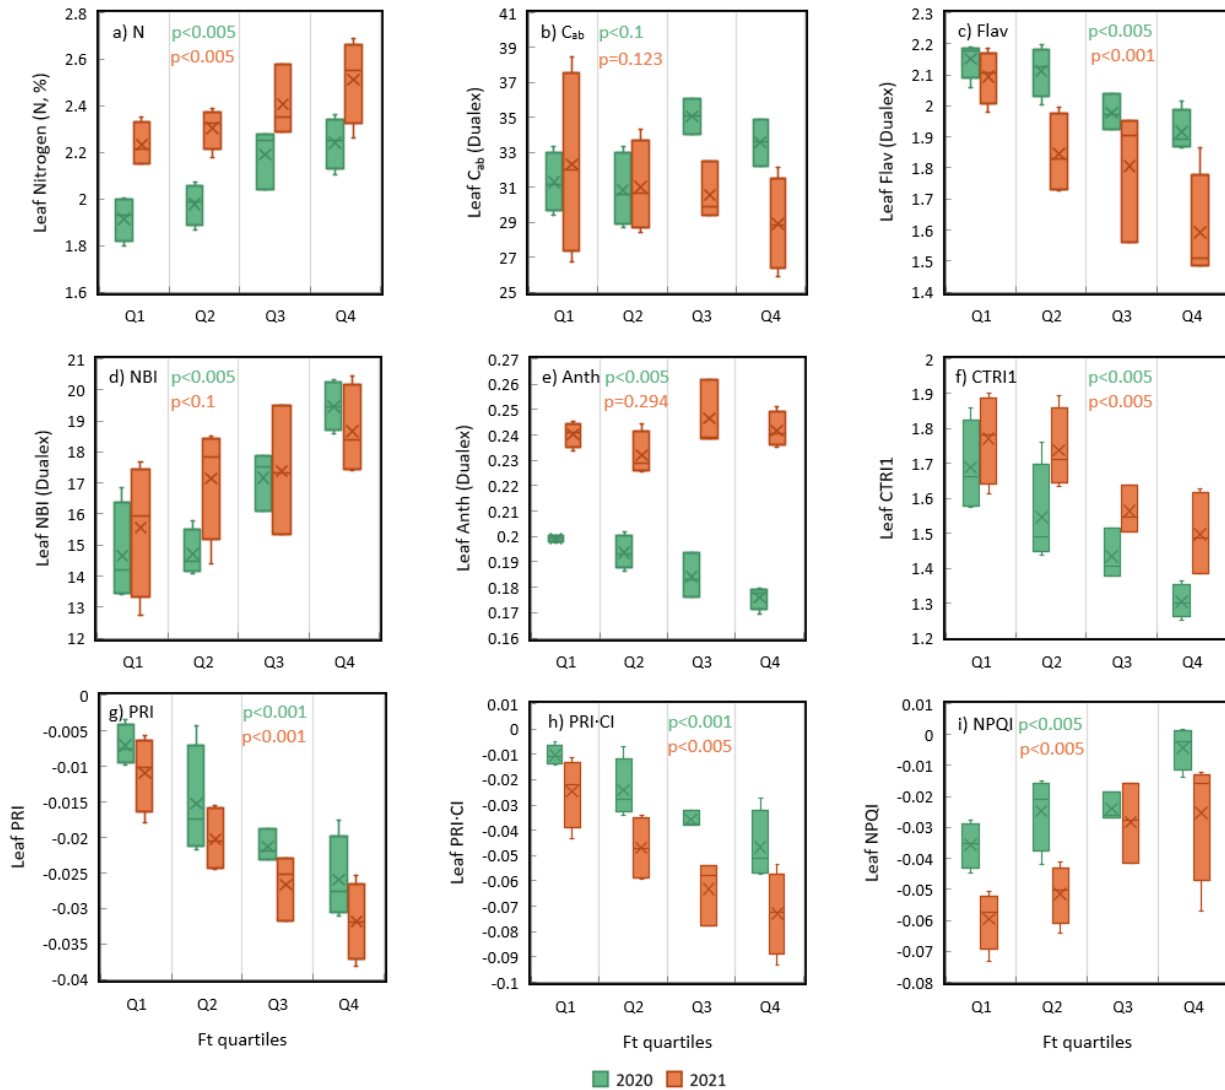 a) N
p<0.005
p<0.005
Leaf Nitrogen (N, %)
2.8
2.6
2.4
2.2
2
1.8
1.6
Q1 Q2 Q3 Q4
b) Cab
p<0.1
p=0.123
Leaf Cab (Dualex)
41
39
37
35
33
31
29
27
25
Q1 Q2 Q3 Q4
c) Flav
p<0.005
p<0.001
Leaf Flav (Dualex)
2.3
2.2
2.1
2
1.9
1.8
1.7
1.6
1.5
1.4
Q1 Q2 Q3 Q4
d) NBI
p<0.005
p<0.1
Leaf NBI (Dualex)
21
20
19
18
17
16
15
14
13
12
Q1 Q2 Q3 Q4
e) Anth
p<0.005
p=0.294
Leaf Anth (Dualex)
0.27
0.26
0.25
0.24
0.23
0.22
0.21
0.2
0.19
0.18
0.17
0.16
Q1 Q2 Q3 Q4
f) CTRI1
p<0.005
p<0.005
Leaf CTRI1
2
1.9
1.8
1.7
1.6
1.5
1.4
1.3
1.2
Q1 Q2 Q3 Q4
g) PRI
p<0.001
p<0.001
Leaf PRI
0
-0.005
-0.01
-0.015
-0.02
-0.025
-0.03
-0.035
-0.04
Q1 Q2 Q3 Q4
Ft quartiles
h) PRI·CI
p<0.001
p<0.005
Leaf PRI·CI
0.01
0
-0.01
-0.02
-0.03
-0.04
-0.05
-0.06
-0.07
-0.08
-0.09
-0.1
Q1 Q2 Q3 Q4
Ft quartiles
i) NPQI
p<0.005
p<0.005
Leaf NPQI
0.01
0
-0.01
-0.02
-0.03
-0.04
-0.05
-0.06
-0.07
-0.08
Q1 Q2 Q3 Q4
Ft quartiles
2020 2021